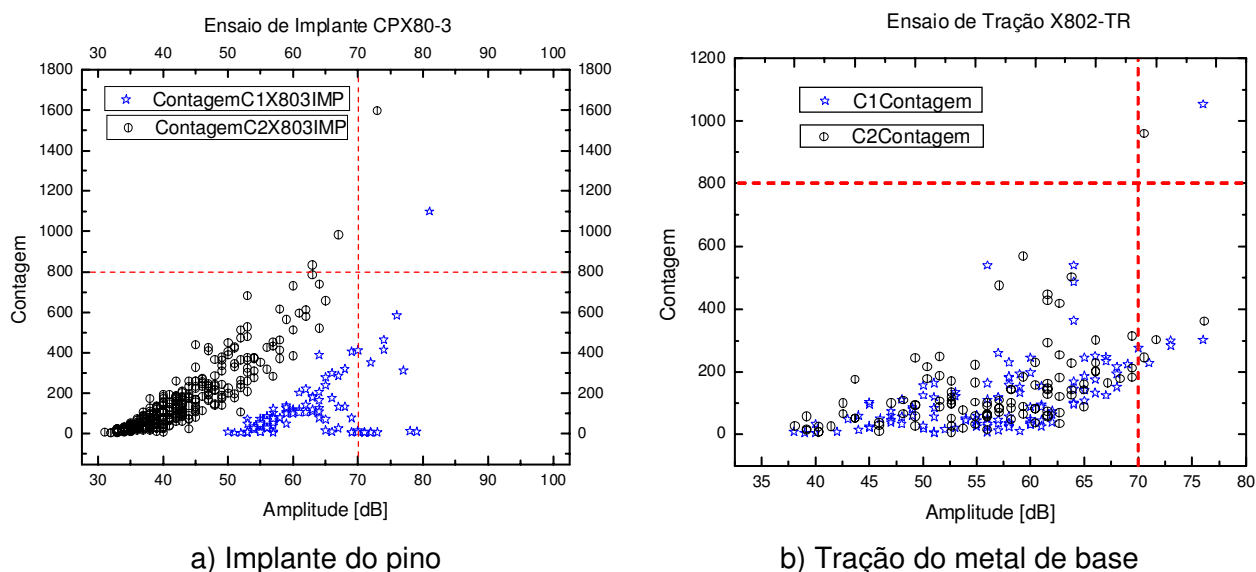 Ensaio de Implante CPX80-3
30 40 50 60 70 80 90 100
1800 1800
1600 1600
1400 1400
1200 1200
1000 1000
800 800
600 600
400 400
200 200
0 0
ContagemC1X803IMP
ContagemC2X803IMP
Contagem
30 40 50 60 70 80 90 100
Amplitude [dB]
a) Implante do pino
Ensaio de Tração X802-TR
1200
1000
800
600
400
200
0
C1Contagem
C2Contagem
Contagem
35 40 45 50 55 60 65 70 75 80
Amplitude [dB]
b) Tração do metal de base